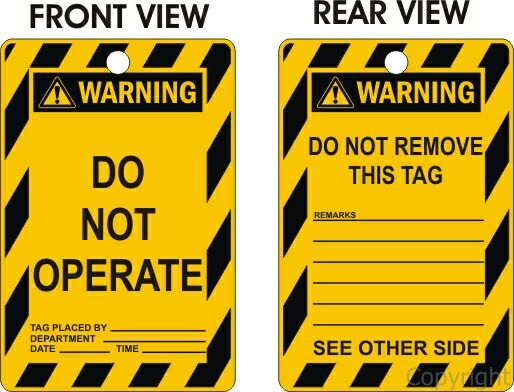 FRONT VIEW
WARNING
DO
NOT
OPERATE
TAG PLACED BY
DEPARTMENT
DATE TIME
REAR VIEW
WARNING
DO NOT REMOVE
THIS TAG
REMARKS
SEE OTHER SIDE
Copyright